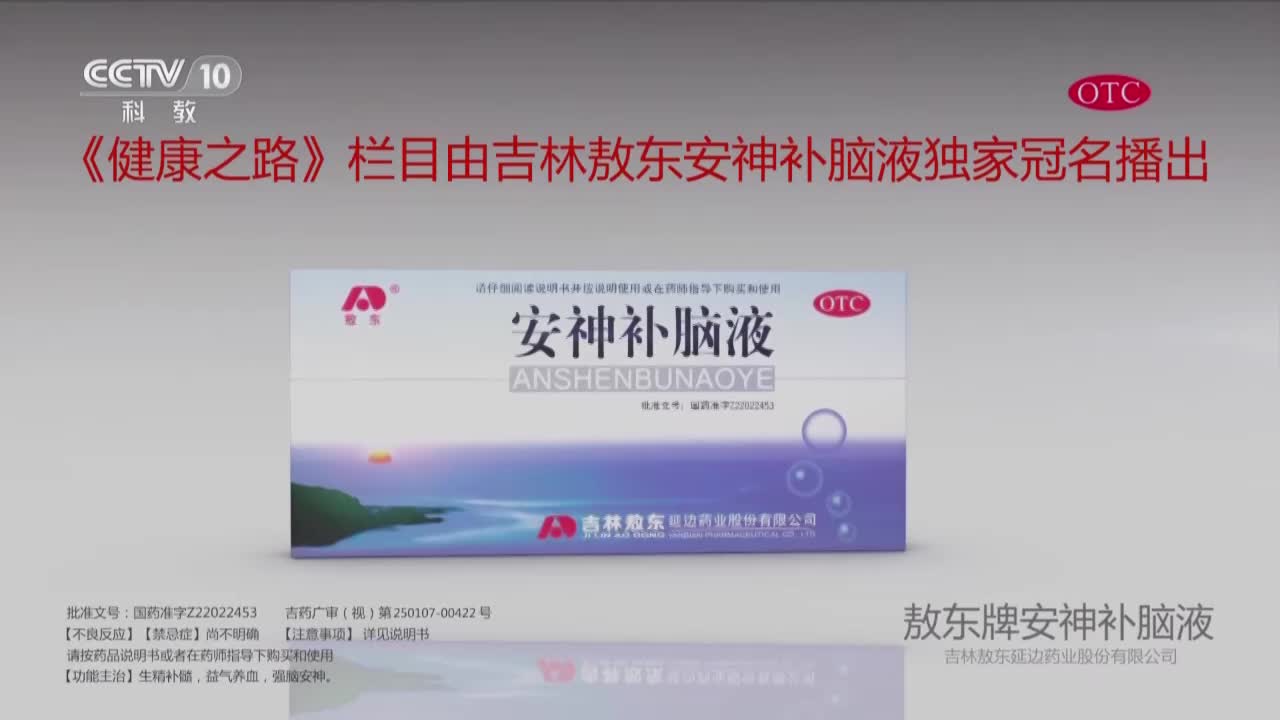 CCTV 10
科教
OTC
《健康之路》栏目由吉林敖东安神补脑液独家冠名播出
敖东
请仔细阅读说明书并按说明使用或在药师指导下购买和使用
OTC
安神补脑液
ANSHENBUNAOYE
批准文号：国药准字Z22022453
吉林敖东延边药业股份有限公司
JILIN AO DONG YANBIAN PHARMACEUTICAL CO., LTD
批准文号：国药准字Z22022453 吉药广审（视）第250107-00422号
【不良反应】【禁忌症】尚不明确 【注意事项】详见说明书
请按药品说明书或者在药师指导下购买和使用
【功能主治】生精补髓，益气养血，强脑安神。
敖东牌安神补脑液
吉林敖东延边药业股份有限公司